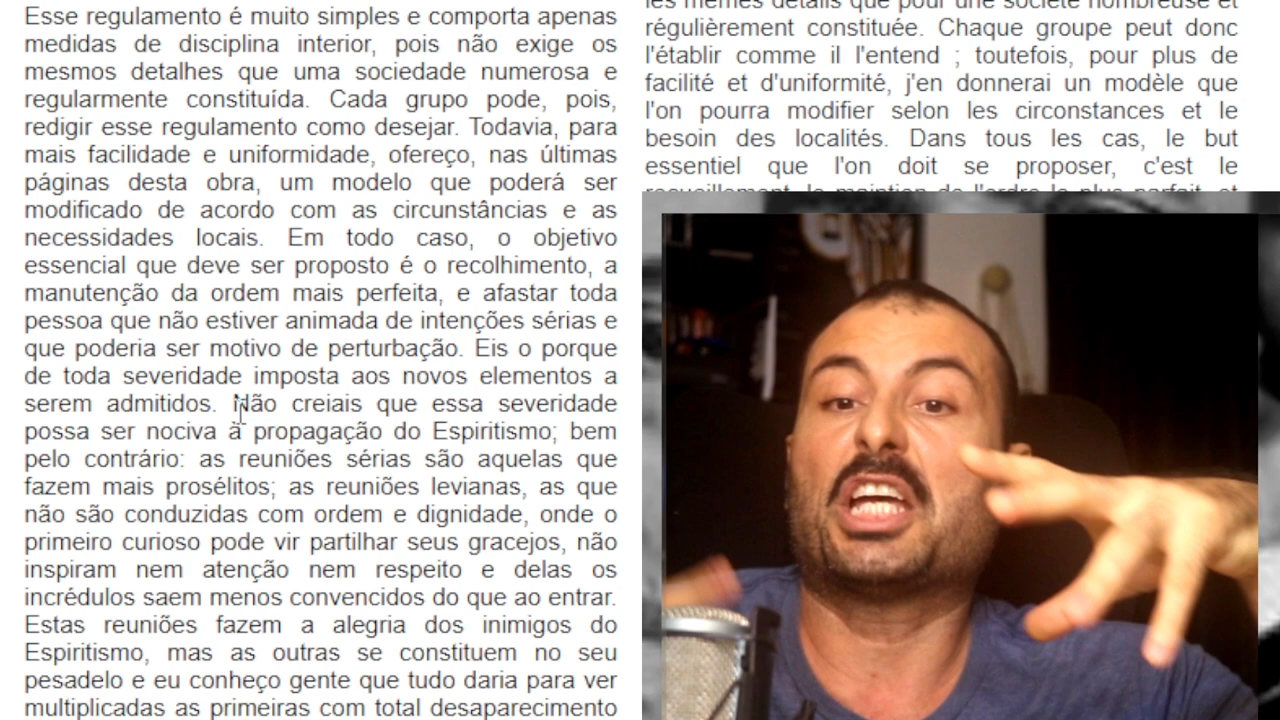 Esse regulamento é muito simples e comporta apenas
medidas de disciplina interior, pois não exige os
mesmos detalhes que uma sociedade numerosa e
regularmente constituída. Cada grupo pode, pois,
redigir esse regulamento como desejar. Todavia, para
mais facilidade e uniformidade, ofereço, nas últimas
páginas desta obra, um modelo que poderá ser
modificado de acordo com as circunstâncias e as
necessidades locais. Em todo caso, o objetivo
essencial que deve ser proposto é o recolhimento, a
manutenção da ordem mais perfeita, e afastar toda
pessoa que não estiver animada de intenções sérias e
que poderia ser motivo de perturbação. Eis o porque
de toda severidade imposta aos novos elementos a
serem admitidos. Não creiais que essa severidade
possa ser nociva à propagação do Espiritismo; bem
pelo contrário: as reuniões sérias são aquelas que
fazem mais prosélitos; as reuniões levianas, as que
não são conduzidas com ordem e dignidade, onde o
primeiro curioso pode vir partilhar seus gracejos, não
inspiram nem atenção nem respeito e delas os
incrédulos saem menos convencidos do que ao entrar.
Estas reuniões fazem a alegria dos inimigos do
Espiritismo, mas as outras se constituem no seu
pesadelo e eu conheço gente que tudo daria para ver
multiplicadas as primeiras com total desaparecimento
les mêmes détails que pour une société nombreuse et
régulièrement constituée. Chaque groupe peut donc
l'établir comme il l'entend ; toutefois, pour plus de
facilité et d'uniformité, j'en donnerai un modèle que
l'on pourra modifier selon les circonstances et le
besoin des localités. Dans tous les cas, le but
essentiel que l'on doit se proposer, c'est le
recueillement, le maintien de l'ordre le plus parfait, et